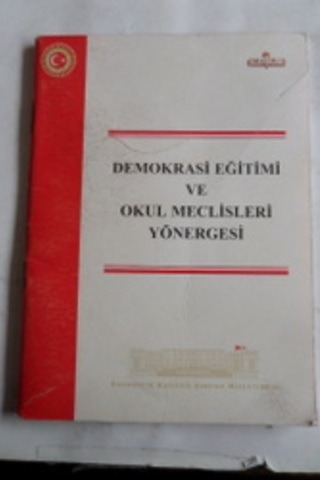 DEMOKRASİ EĞİTİMİ
VE
OKUL MECLİSLERİ
YÖNERGESİ